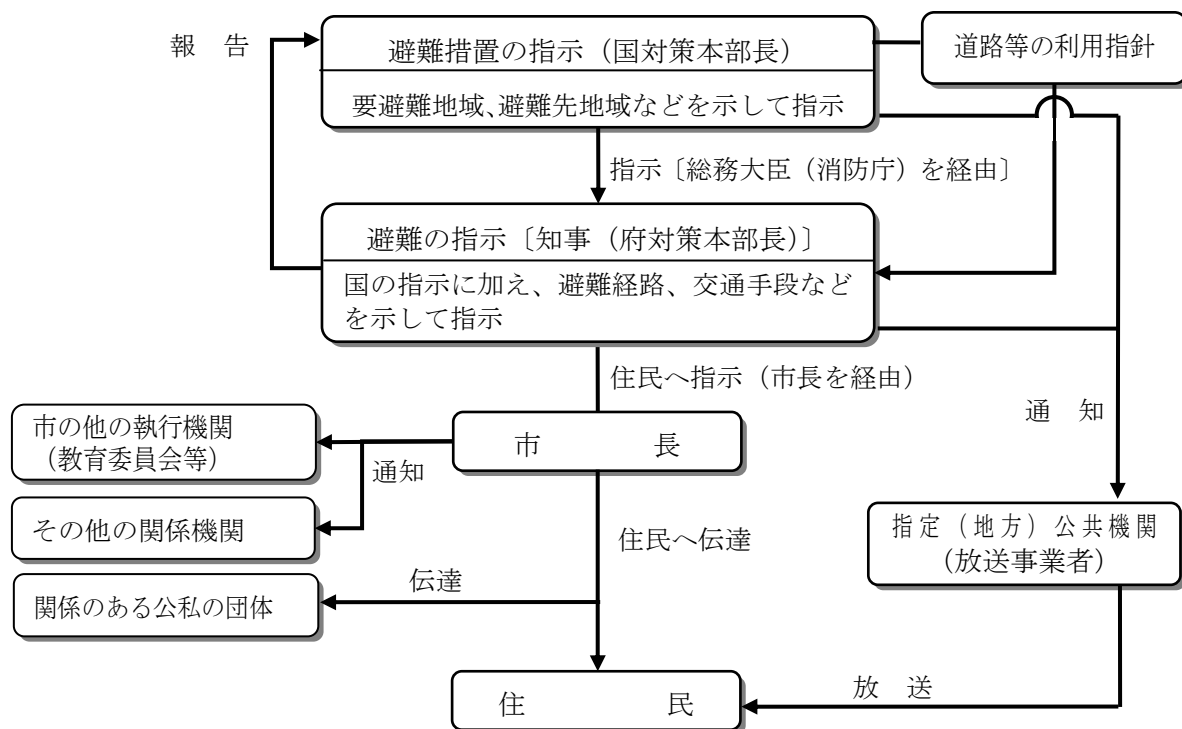 報 告
避難措置の指示（国対策本部長）
要避難地域、避難先地域などを示して指示
道路等の利用指針
指示〔総務大臣（消防庁）を経由〕
避難の指示〔知事（府対策本部長）〕
国の指示に加え、避難経路、交通手段など
を示して指示
住民へ指示（市長を経由）
通 知
市の他の執行機関
（教育委員会等）
市 長
通知
その他の関係機関
住民へ伝達
指定（地方）公共機関
（放送事業者）
伝達
関係のある公私の団体
放 送
住 民